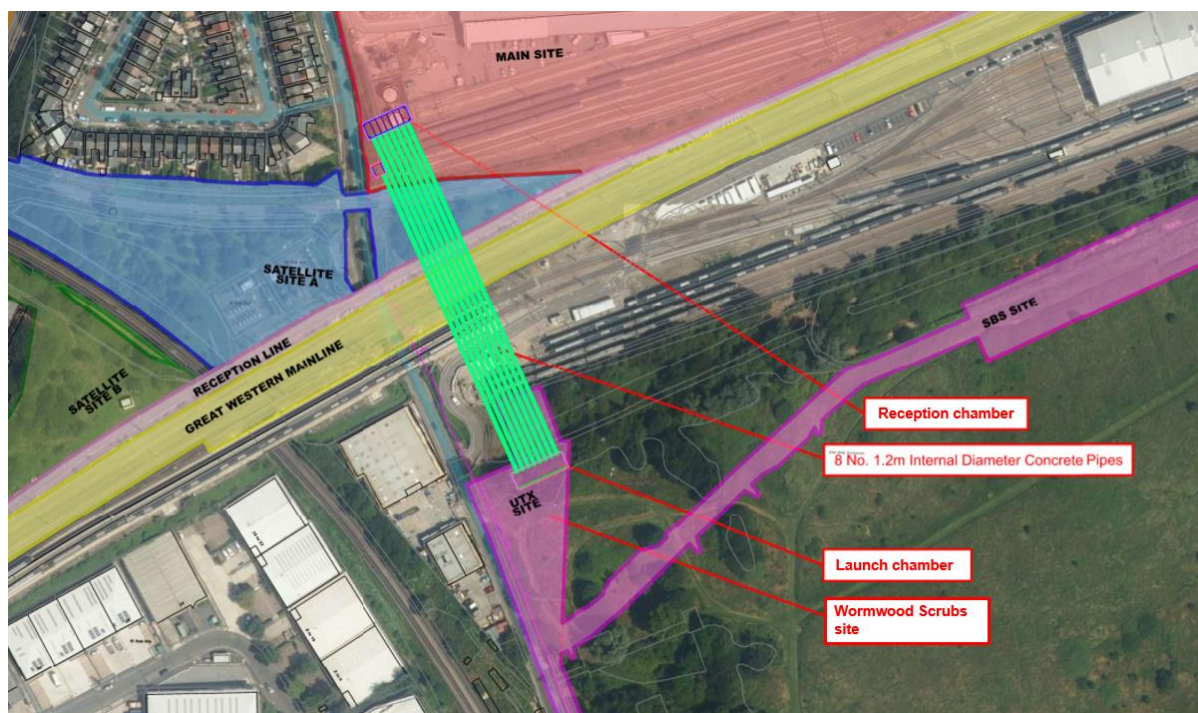 MAIN SITE
SATELLITE
SITE A
RECEPTION LINE
GREAT WESTERN MAINLINE
SATELLITE
SITE B
SBS SITE
Reception chamber
8 No. 1.2m Internal Diameter Concrete Pipes
UTX
SITE
Launch chamber
Wormwood Scrubs
site